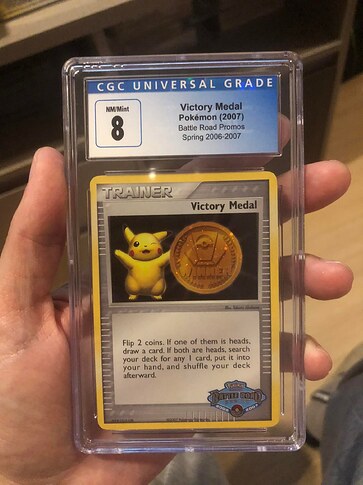 CGC UNIVERSAL GRADE
NM/Mint
8
Victory Medal
Pokémon (2007)
Battle Road Promos
Spring 2006-2007
TRAINER
Victory Medal
Flip 2 coins. If one of them is heads,
draw a card. If both are heads, search
your deck for any 1 card, put it into
your hand, and shuffle your deck
afterward.
BATTLE ROAD